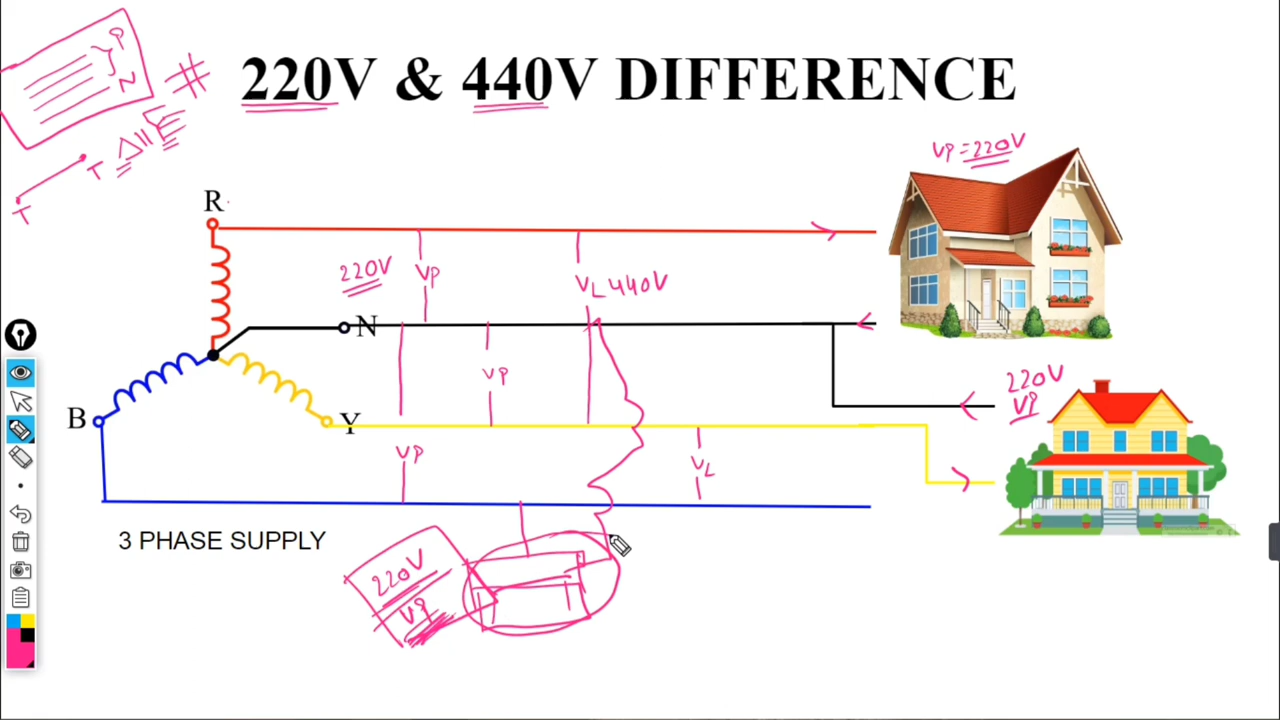 220V & 440V DIFFERENCE
P
N
#
T
T
VP = 220V
R
220V
VP
VL 440V
N
VP
220V
VP
B
Y
VP
VL
3 PHASE SUPPLY
220V
VP